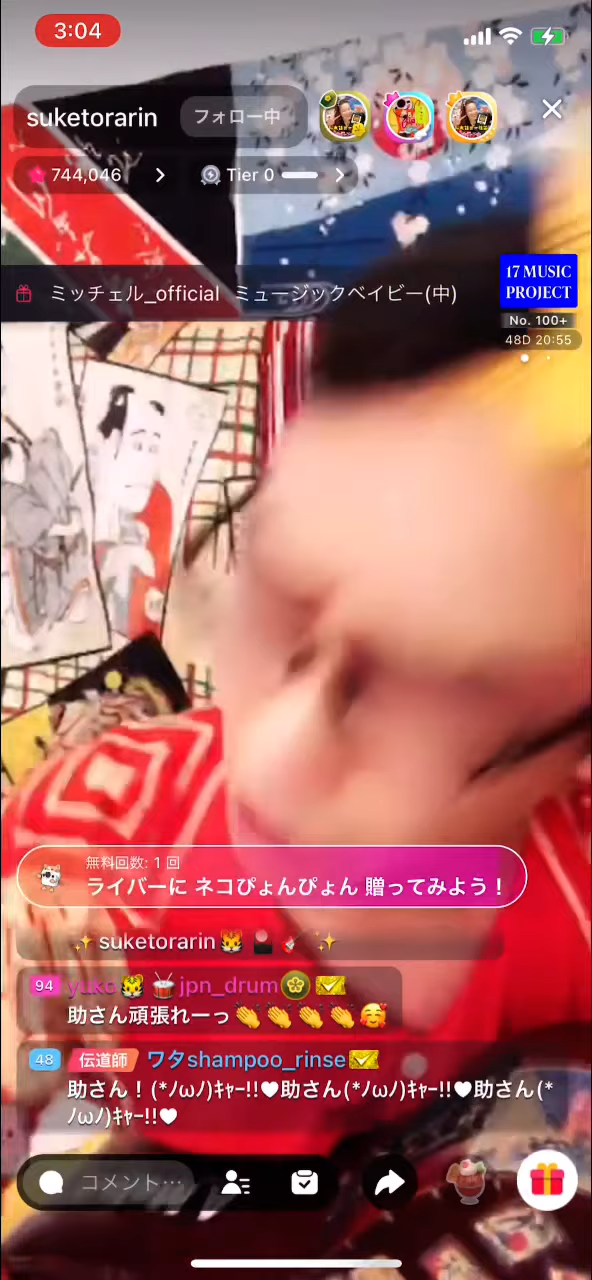 3:04
suketorarin フォロー中
744,046 Tier 0
ミッチェル_official ミュージックベイビー(中)
17 MUSIC
PROJECT
No. 100+
48D 20:55
無料回数: 1 回
ライバーに ネコぴょんぴょん 贈ってみよう！
✨suketorarin🐯🎴🎸✨
94 yuko🐯🥁jpn_drum
助さん頑張れーっ👏👏👏👏🥰
48 伝道師 ワタshampoo_rinse
助さん！(*ﾉωﾉ)ｷｬｰ!!♥助さん(*ﾉωﾉ)ｷｬｰ!!♥助さん(*
ﾉωﾉ)ｷｬｰ!!♥
コメント…